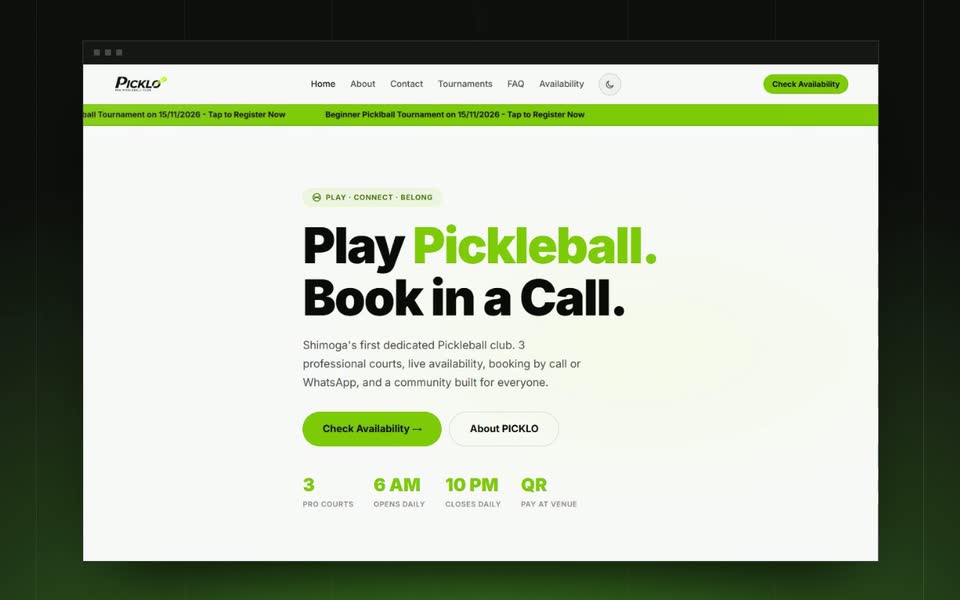 PICKLO
Home About Contact Tournaments FAQ Availability
Check Availability
ball Tournament on 15/11/2026 - Tap to Register Now
Beginner Picklball Tournament on 15/11/2026 - Tap to Register Now
PLAY · CONNECT · BELONG
Play Pickleball.
Book in a Call.
Shimoga's first dedicated Pickleball club. 3
professional courts, live availability, booking by call or
WhatsApp, and a community built for everyone.
Check Availability →
About PICKLO
3
PRO COURTS
6 AM
OPENS DAILY
10 PM
CLOSES DAILY
QR
PAY AT VENUE